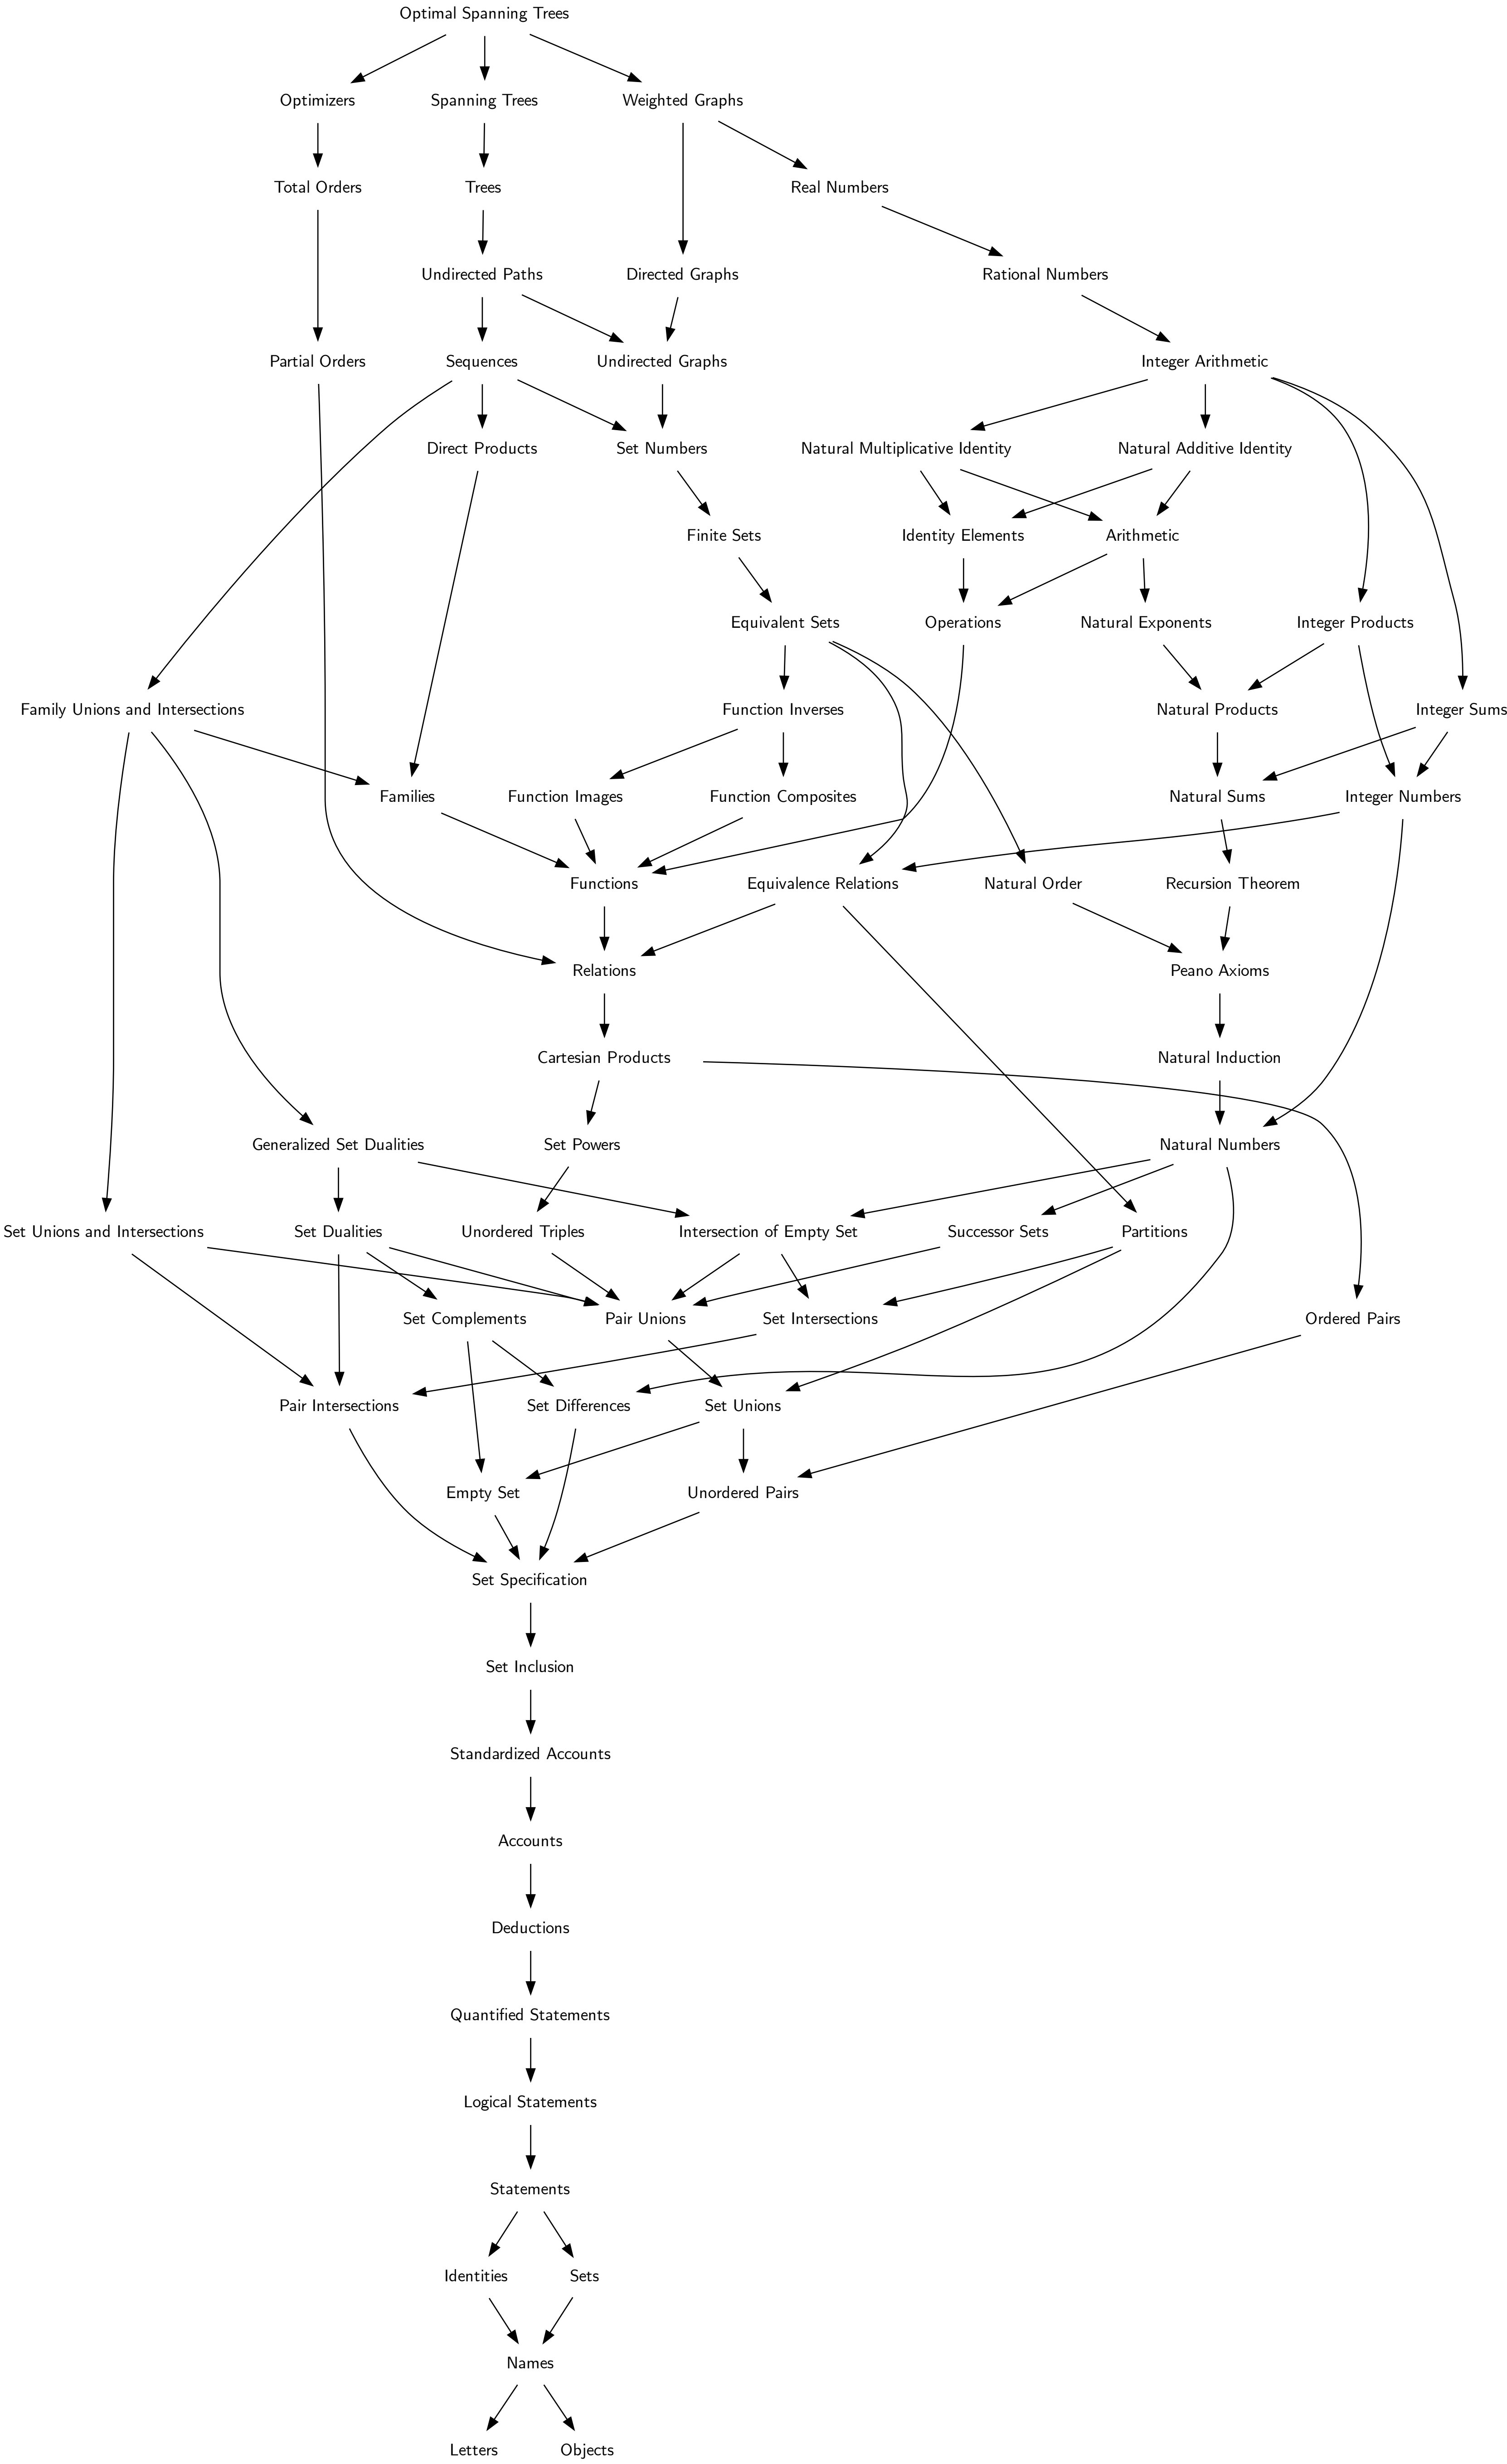 Optimal Spanning Trees
Optimizers
Spanning Trees
Weighted Graphs
Total Orders
Trees
Real Numbers
Undirected Paths
Directed Graphs
Rational Numbers
Partial Orders
Sequences
Undirected Graphs
Integer Arithmetic
Direct Products
Set Numbers
Natural Multiplicative Identity
Natural Additive Identity
Finite Sets
Identity Elements
Arithmetic
Equivalent Sets
Operations
Natural Exponents
Integer Products
Family Unions and Intersections
Function Inverses
Natural Products
Integer Sums
Families
Function Images
Function Composites
Natural Sums
Integer Numbers
Functions
Equivalence Relations
Natural Order
Recursion Theorem
Relations
Peano Axioms
Cartesian Products
Natural Induction
Generalized Set Dualities
Set Powers
Natural Numbers
Set Unions and Intersections
Set Dualities
Unordered Triples
Intersection of Empty Set
Successor Sets
Partitions
Set Complements
Pair Unions
Set Intersections
Ordered Pairs
Pair Intersections
Set Differences
Set Unions
Empty Set
Unordered Pairs
Set Specification
Set Inclusion
Standardized Accounts
Accounts
Deductions
Quantified Statements
Logical Statements
Statements
Identities
Sets
Names
Letters
Objects